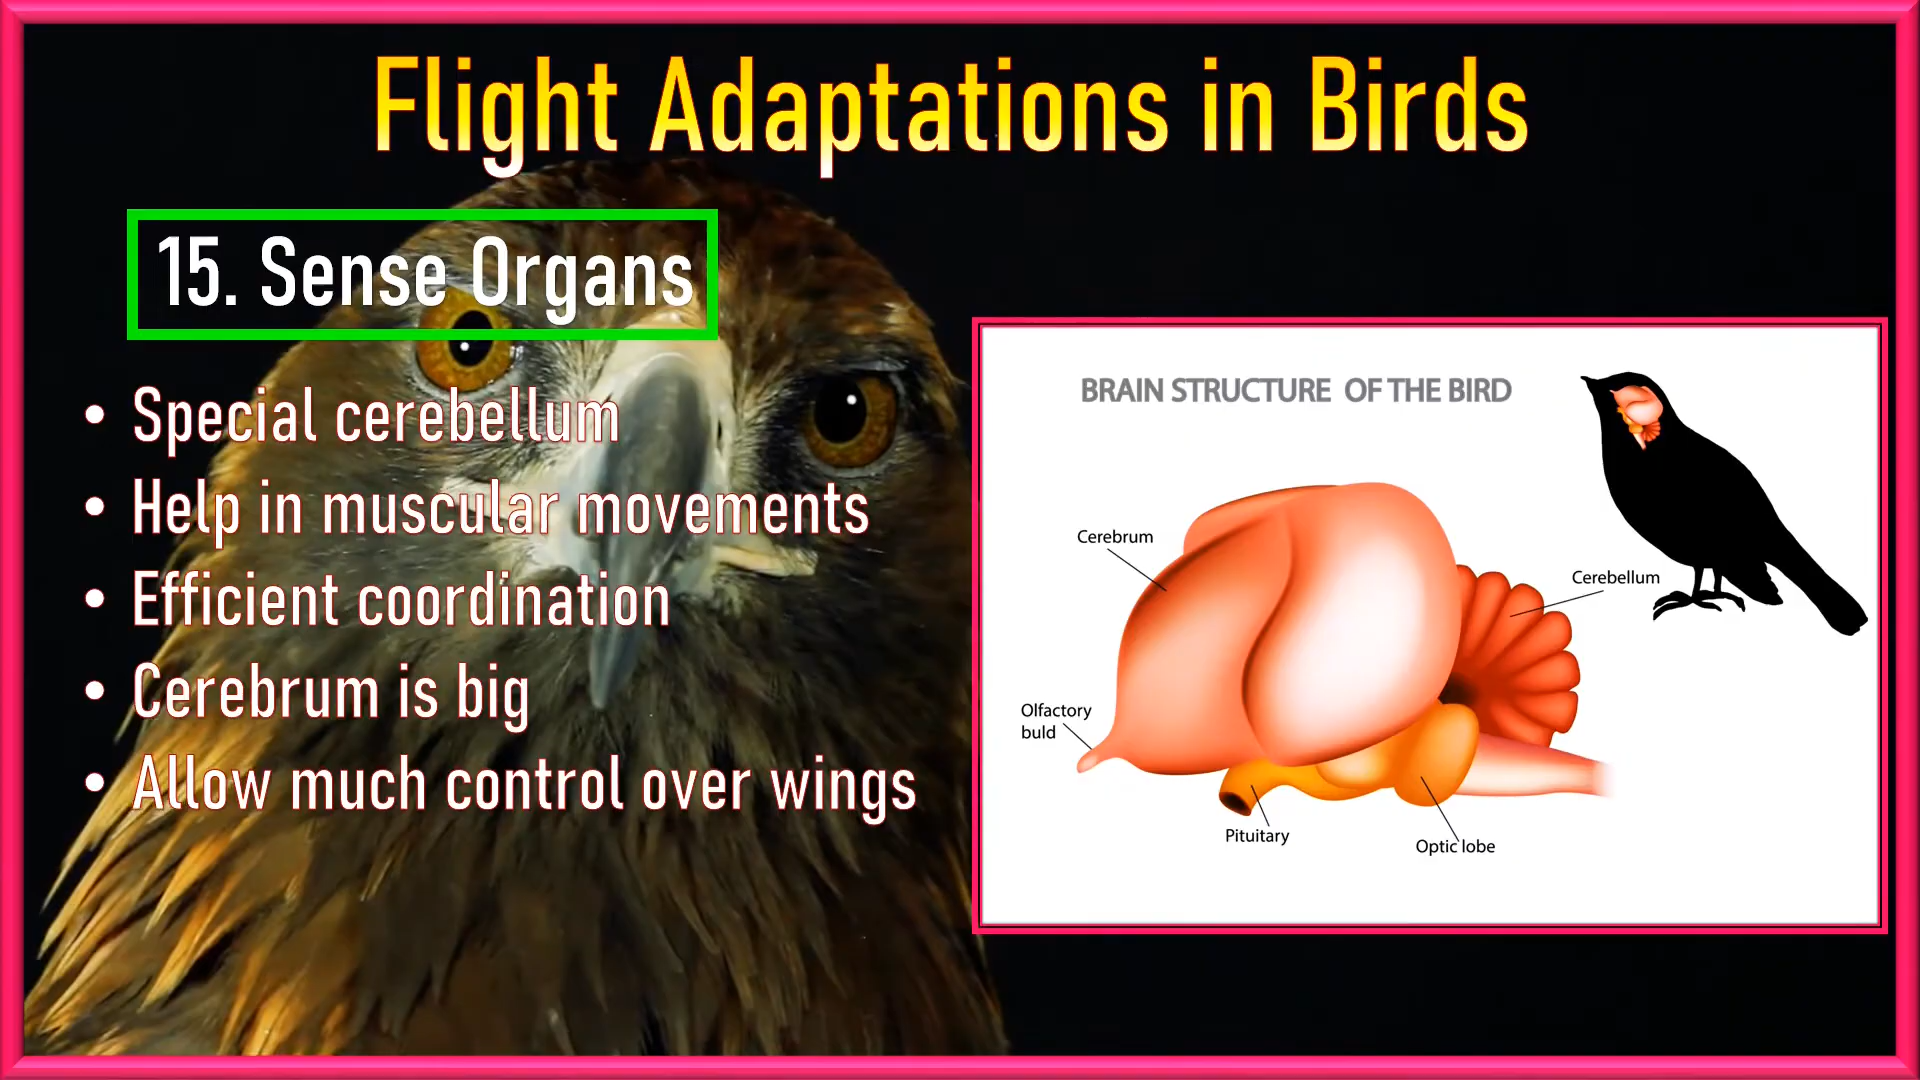 Flight Adaptations in Birds
15. Sense Organs
• Special cerebellum
• Help in muscular movements
• Efficient coordination
• Cerebrum is big
• Allow much control over wings
BRAIN STRUCTURE OF THE BIRD
Cerebrum
Cerebellum
Olfactory
buld
Pituitary
Optic lobe